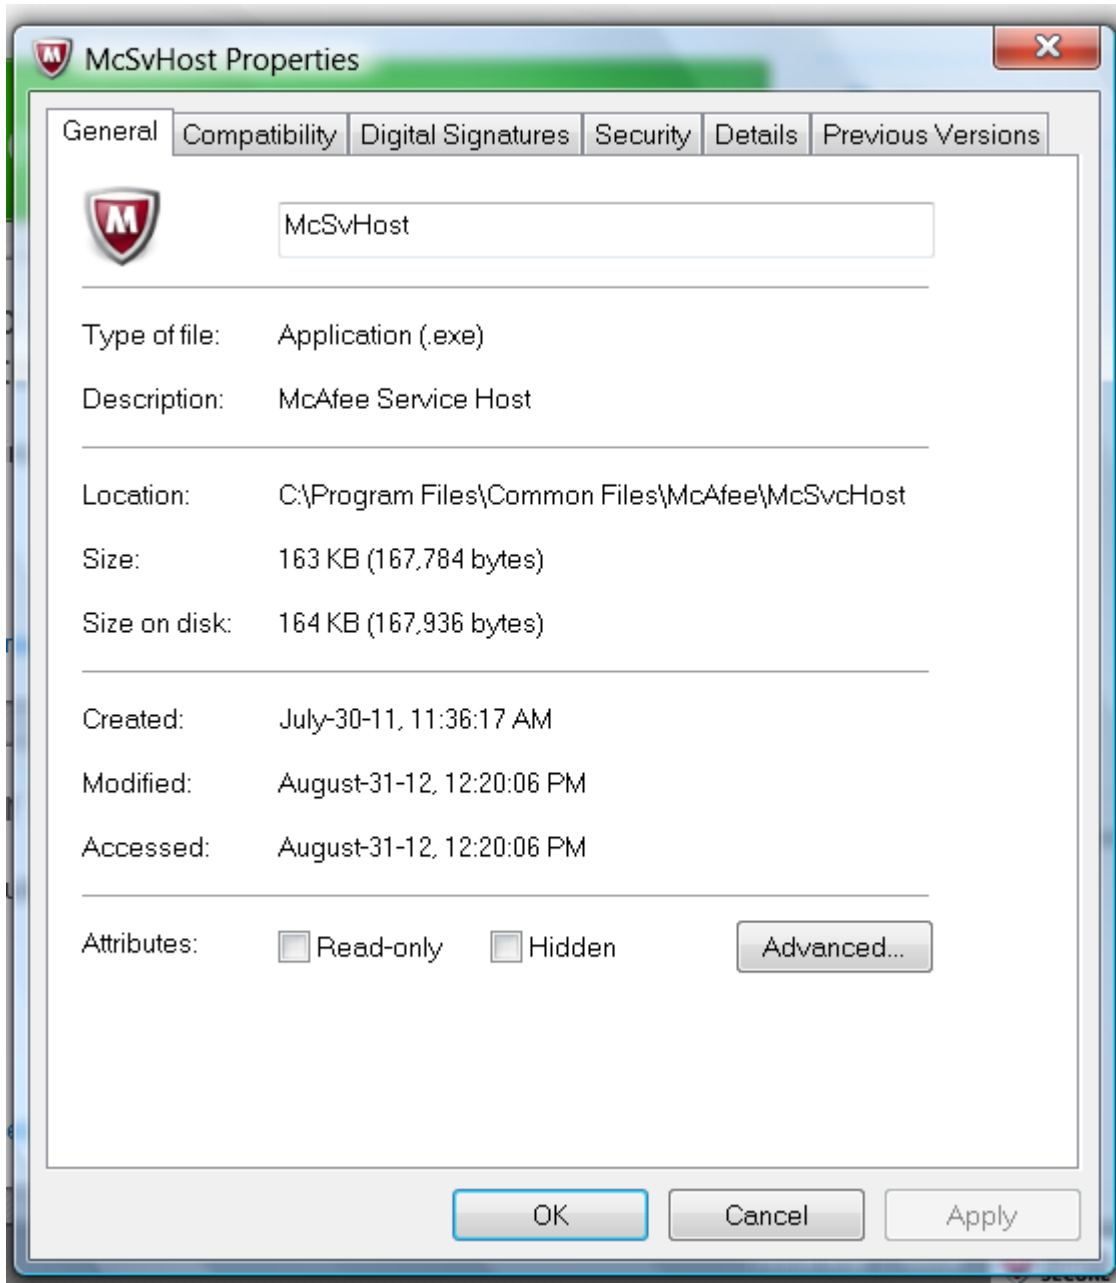 McSvHost Properties
General Compatibility Digital Signatures Security Details Previous Versions
McSvHost
Type of file: Application (.exe)
Description: McAfee Service Host
Location: C:\Program Files\Common Files\McAfee\McSvcHost
Size: 163 KB (167,784 bytes)
Size on disk: 164 KB (167,936 bytes)
Created: July-30-11, 11:36:17 AM
Modified: August-31-12, 12:20:06 PM
Accessed: August-31-12, 12:20:06 PM
Attributes: Read-only Hidden Advanced...
OK Cancel Apply